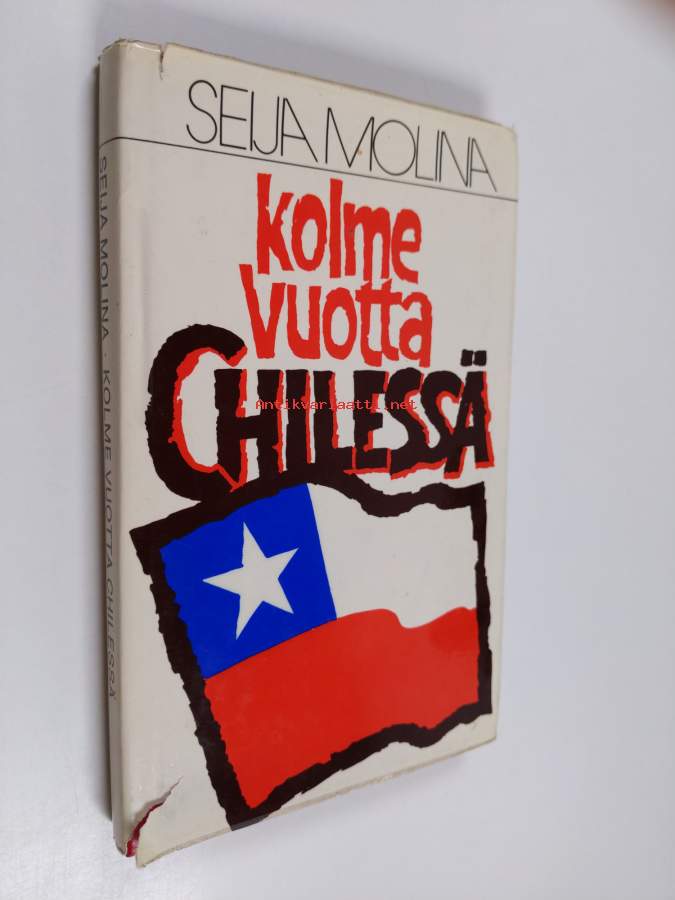 SEIJA MOLINA
kolme
vuotta
CHILESSÄ
Antikvariaatti.net
SEIJA MOLINA · KOLME VUOTTA CHILESSÄ